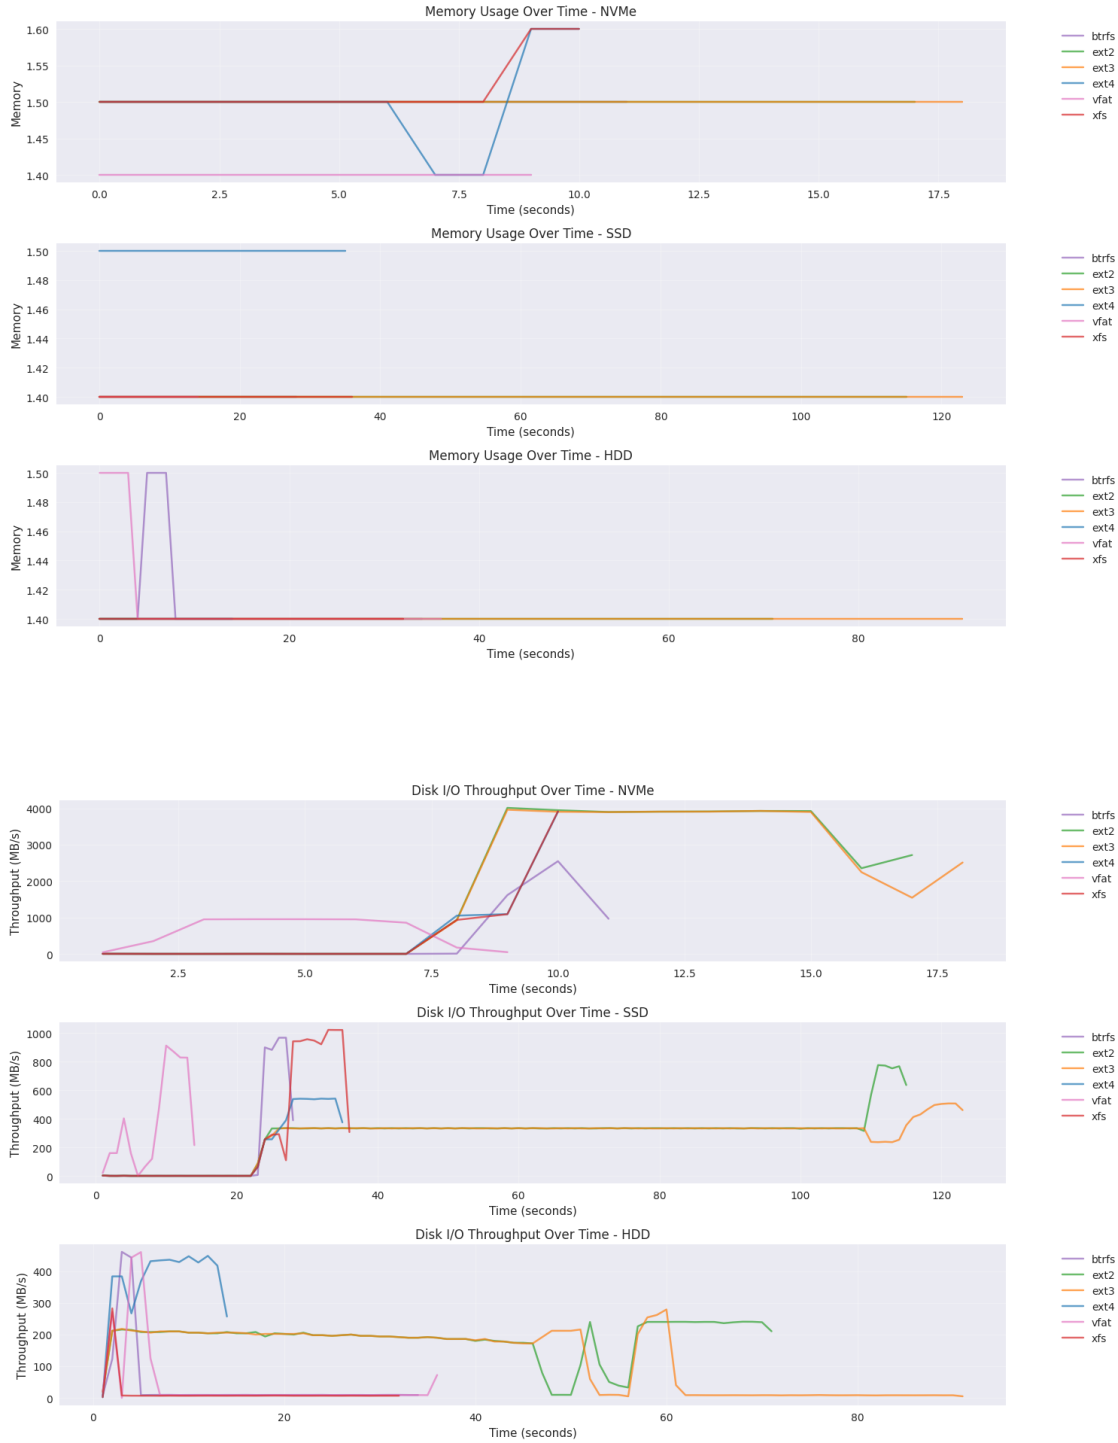 Memory Usage Over Time - NVMe
1.60
1.55
1.50
1.45
1.40
Memory
0.0 2.5 5.0 7.5 10.0 12.5 15.0 17.5
Time (seconds)
btrfs
ext2
ext3
ext4
vfat
xfs
Memory Usage Over Time - SSD
1.50
1.48
1.46
1.44
1.42
1.40
Memory
0 20 40 60 80 100 120
Time (seconds)
btrfs
ext2
ext3
ext4
vfat
xfs
Memory Usage Over Time - HDD
1.50
1.48
1.46
1.44
1.42
1.40
Memory
0 20 40 60 80
Time (seconds)
btrfs
ext2
ext3
ext4
vfat
xfs
Disk I/O Throughput Over Time - NVMe
4000
3000
2000
1000
0
Throughput (MB/s)
2.5 5.0 7.5 10.0 12.5 15.0 17.5
Time (seconds)
btrfs
ext2
ext3
ext4
vfat
xfs
Disk I/O Throughput Over Time - SSD
1000
800
600
400
200
0
Throughput (MB/s)
0 20 40 60 80 100 120
Time (seconds)
btrfs
ext2
ext3
ext4
vfat
xfs
Disk I/O Throughput Over Time - HDD
400
300
200
100
0
Throughput (MB/s)
0 20 40 60 80
Time (seconds)
btrfs
ext2
ext3
ext4
vfat
xfs